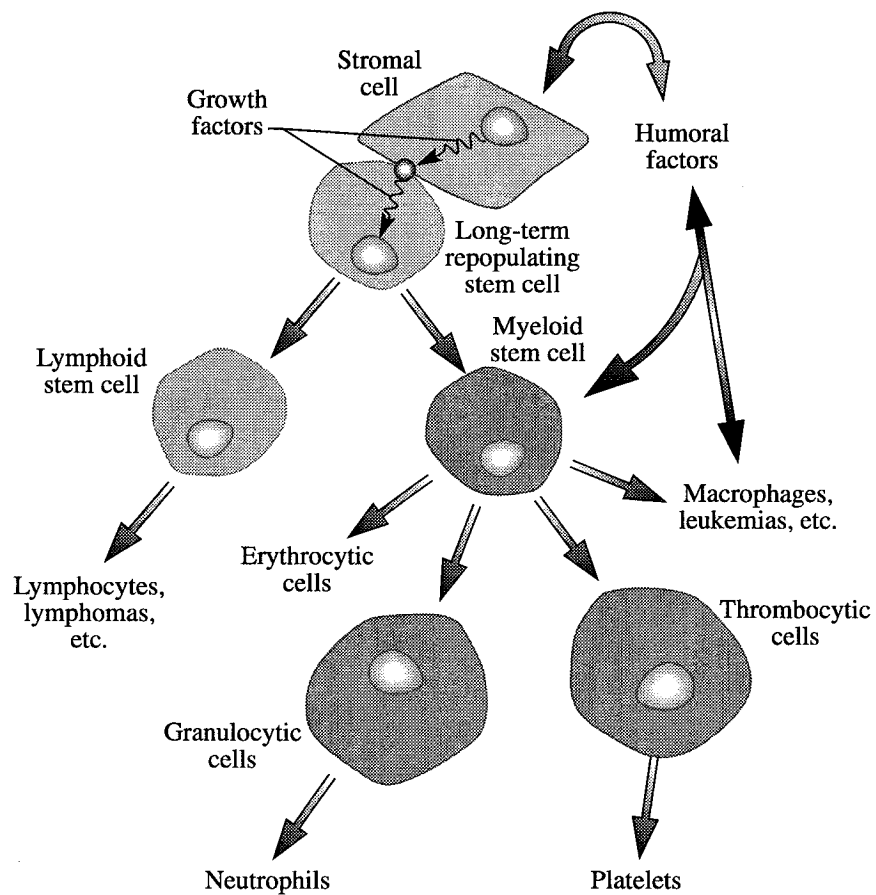 Stromal
cell
Growth
factors
Humoral
factors
Long-term
repopulating
stem cell
Myeloid
stem cell
Lymphoid
stem cell
Macrophages,
leukemias, etc.
Erythrocytic
cells
Lymphocytes,
lymphomas,
etc.
Thrombocytic
cells
Granulocytic
cells
Neutrophils
Platelets